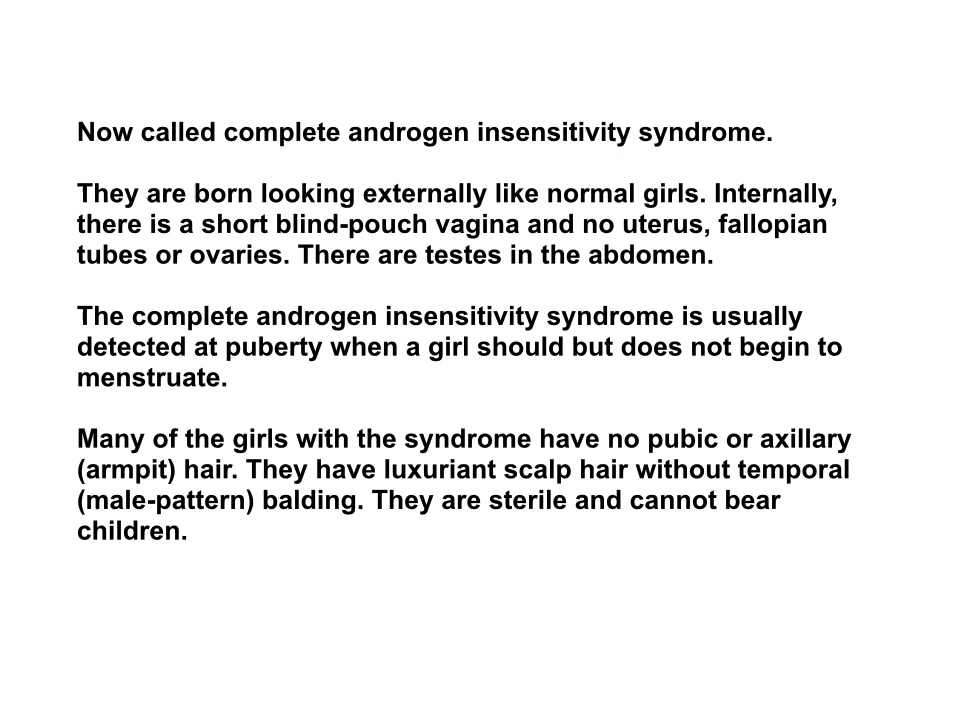 Now called complete androgen insensitivity syndrome.
They are born looking externally like normal girls. Internally,
there is a short blind-pouch vagina and no uterus, fallopian
tubes or ovaries. There are testes in the abdomen.
The complete androgen insensitivity syndrome is usually
detected at puberty when a girl should but does not begin to
menstruate.
Many of the girls with the syndrome have no pubic or axillary
(armpit) hair. They have luxuriant scalp hair without temporal
(male-pattern) balding. They are sterile and cannot bear
children.